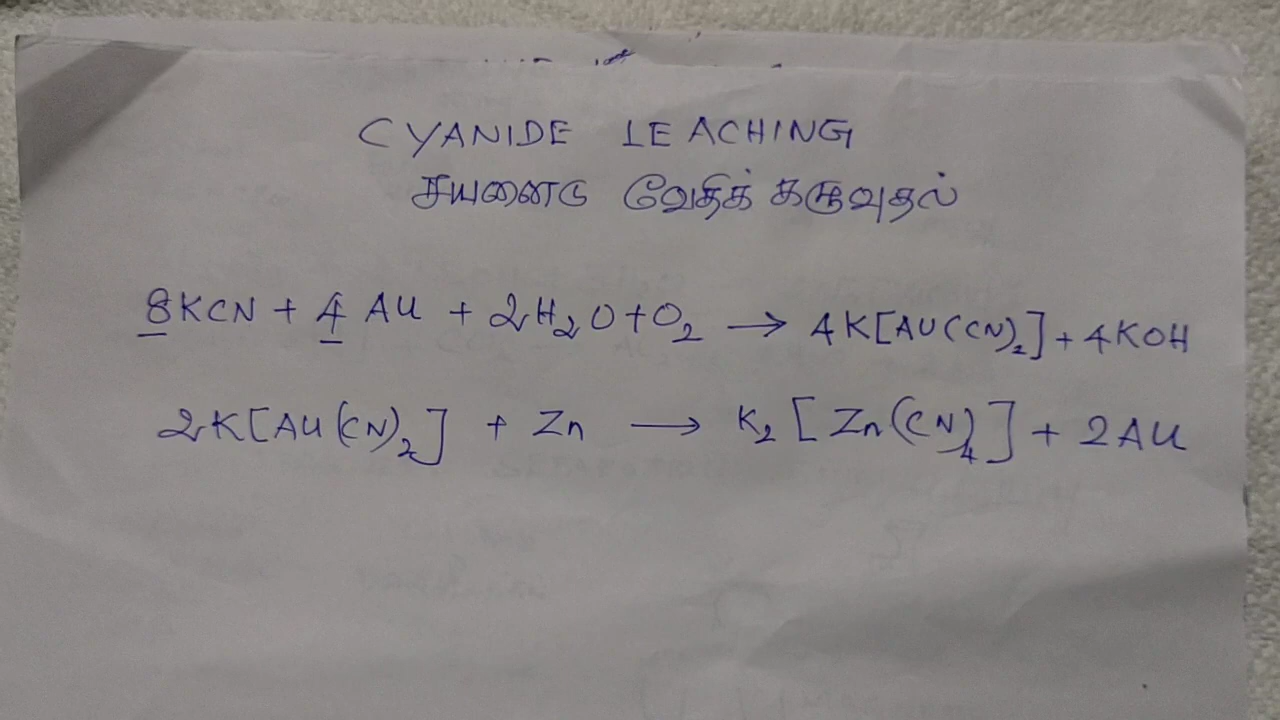 CYANIDE LEACHING
சயனைடு வேதிக் கழுவுதல்
8KCN + 4 AU + 2H₂O + O₂ → 4K[AU(CN)₂] + 4KOH
2K[AU(CN)₂] + Zn → K₂[Zn(CN)₄] + 2AU